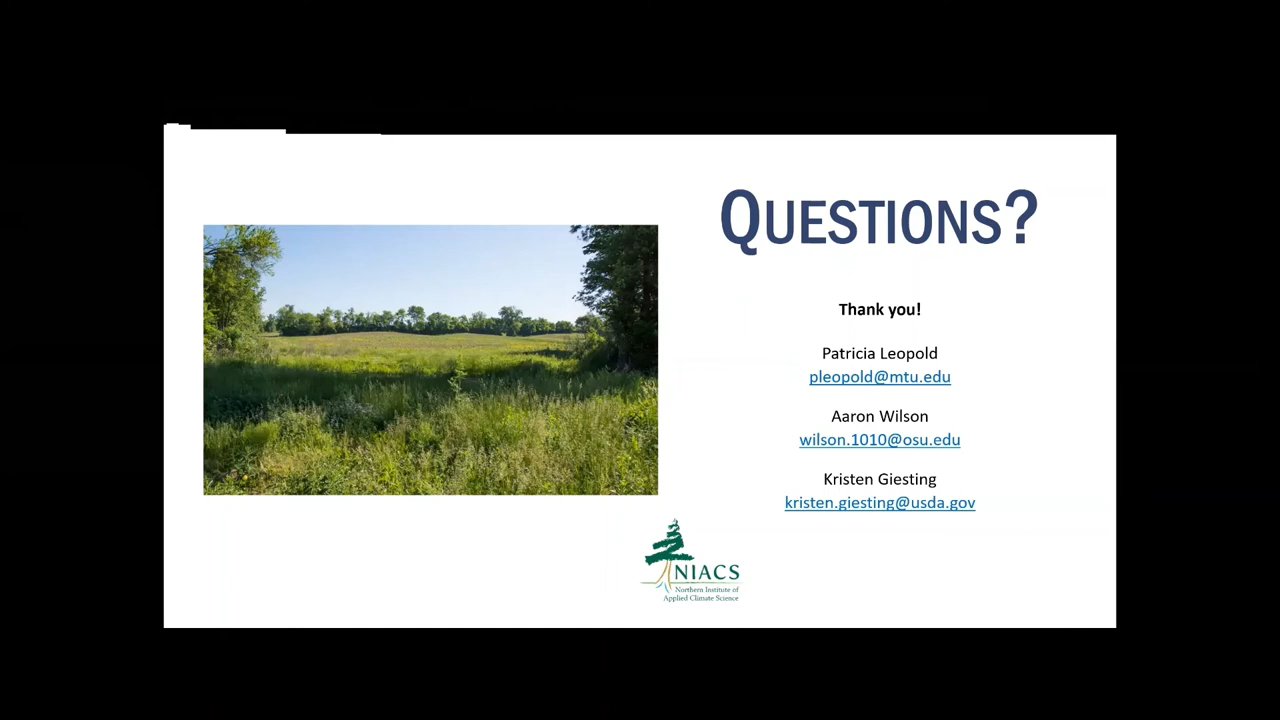 QUESTIONS?
Thank you!
Patricia Leopold
pleopold@mtu.edu
Aaron Wilson
wilson.1010@osu.edu
Kristen Giesting
kristen.giesting@usda.gov
NIACS
Northern Institute of
Applied Climate Science